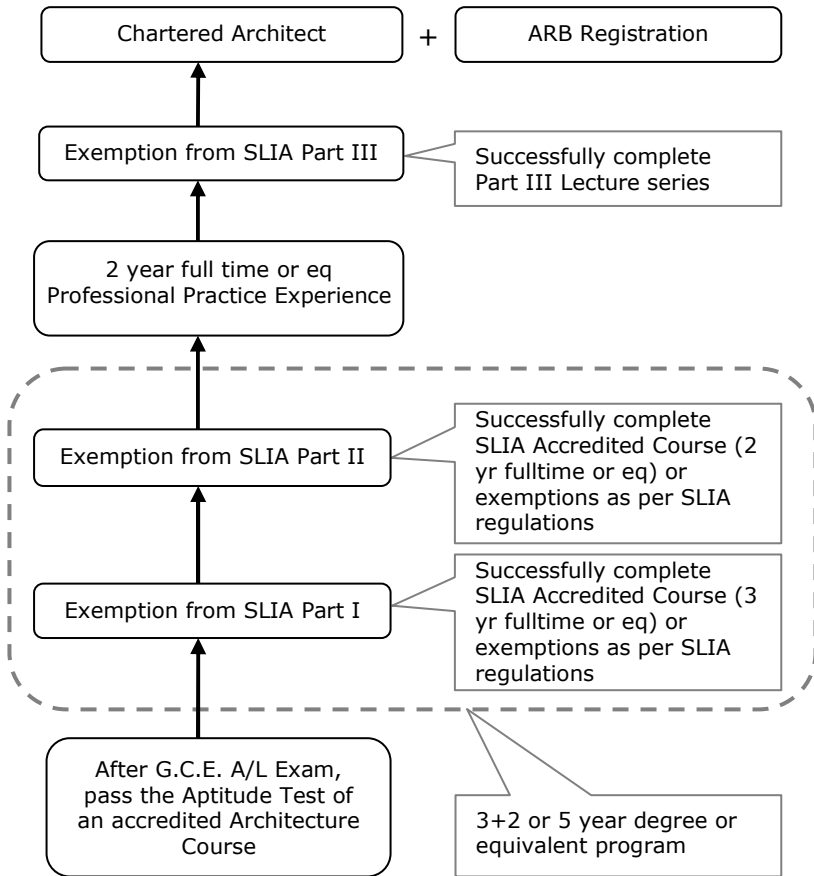 Chartered Architect
+
ARB Registration
Exemption from SLIA Part III
Successfully complete
Part III Lecture series
2 year full time or eq
Professional Practice Experience
Exemption from SLIA Part II
Successfully complete
SLIA Accredited Course (2
yr fulltime or eq) or
exemptions as per SLIA
regulations
Exemption from SLIA Part I
Successfully complete
SLIA Accredited Course (3
yr fulltime or eq) or
exemptions as per SLIA
regulations
After G.C.E. A/L Exam,
pass the Aptitude Test of
an accredited Architecture
Course
3+2 or 5 year degree or
equivalent program